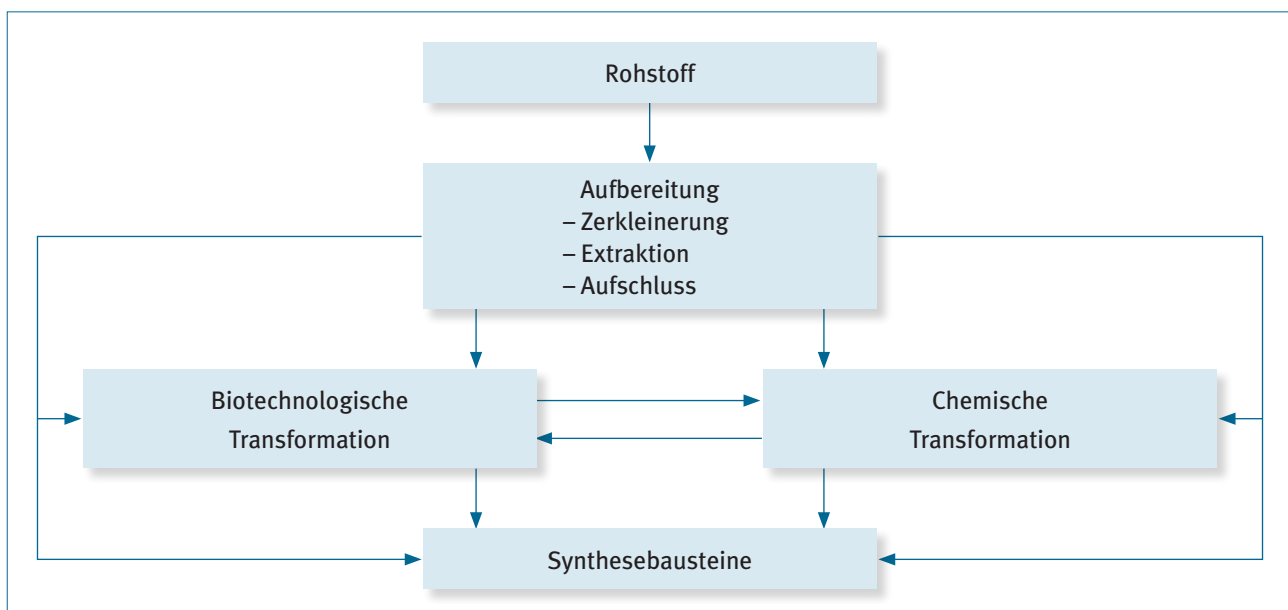 Rohstoff
Aufbereitung
– Zerkleinerung
– Extraktion
– Aufschluss
Biotechnologische
Transformation
Chemische
Transformation
Synthesebausteine